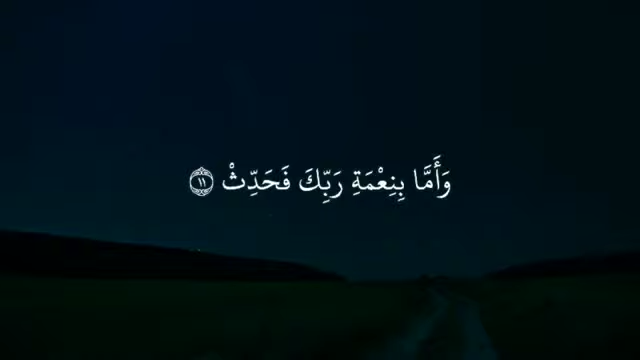 وَأَمَّا بِنِعْمَةِ رَبِّكَ فَحَدِّثْ ۝١١